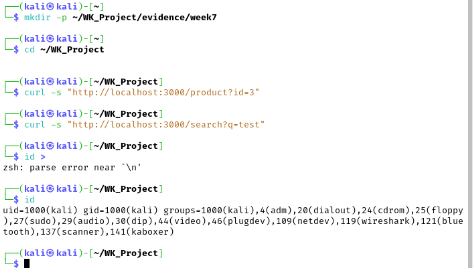 ┌──(kali㉿kali)-[~]
└─$ mkdir -p ~/WK_Project/evidence/week7
┌──(kali㉿kali)-[~]
└─$ cd ~/WK_Project
┌──(kali㉿kali)-[~/WK_Project]
└─$ curl -s "http://localhost:3000/product?id=3"
┌──(kali㉿kali)-[~/WK_Project]
└─$ curl -s "http://localhost:3000/search?q=test"
┌──(kali㉿kali)-[~/WK_Project]
└─$ id >
zsh: parse error near `\n'
┌──(kali㉿kali)-[~/WK_Project]
└─$ id
uid=1000(kali) gid=1000(kali) groups=1000(kali),4(adm),20(dialout),24(cdrom),25(floppy
),27(sudo),29(audio),30(dip),44(video),46(plugdev),109(netdev),119(wireshark),121(blue
tooth),137(scanner),141(kaboxer)
┌──(kali㉿kali)-[~/WK_Project]
└─$